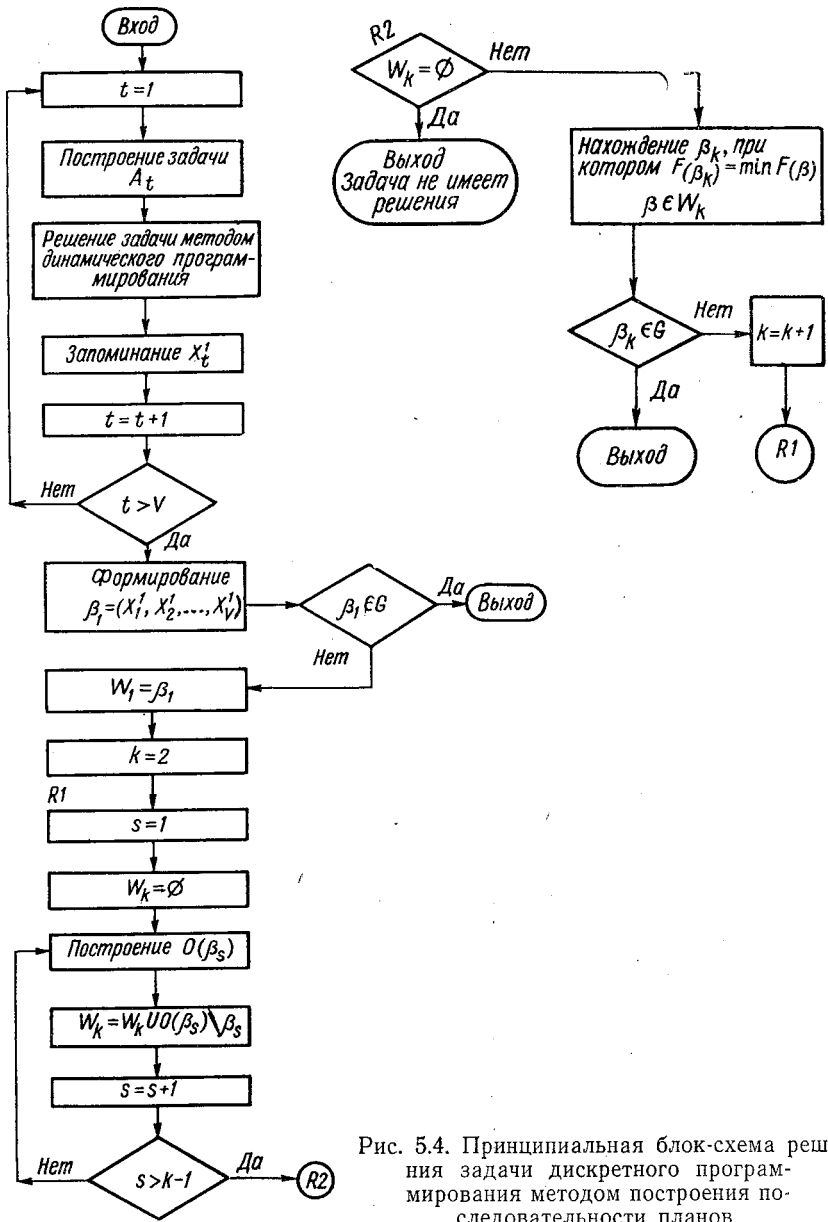 Вход
t=1
Построение задачи
A_t
Решение задачи методом
динамического програм-
мирования
Запоминание X_t^1
t=t+1
t>V
Нет
Да
Формирование
β_1=(X_1^1, X_2^1,...., X_V^1)
β_1∈G
Да
Выход
Нет
W_1=β_1
k=2
R1
s=1
W_k=∅
Построение O(β_s)
W_k=W_k U O(β_s)\β_s
s=s+1
s>k-1
Нет
Да
R2
R2
W_k=∅
Нет
Да
Выход
Задача не имеет
решения
Нахождение β_k, при
котором F(β_k)=min F(β)
β∈W_k
β_k∈G
Нет
k=k+1
Да
Выход
R1
Рис. 5.4. Принципиальная блок-схема реш
ния задачи дискретного програм-
мирования методом построения по-
следовательности планов